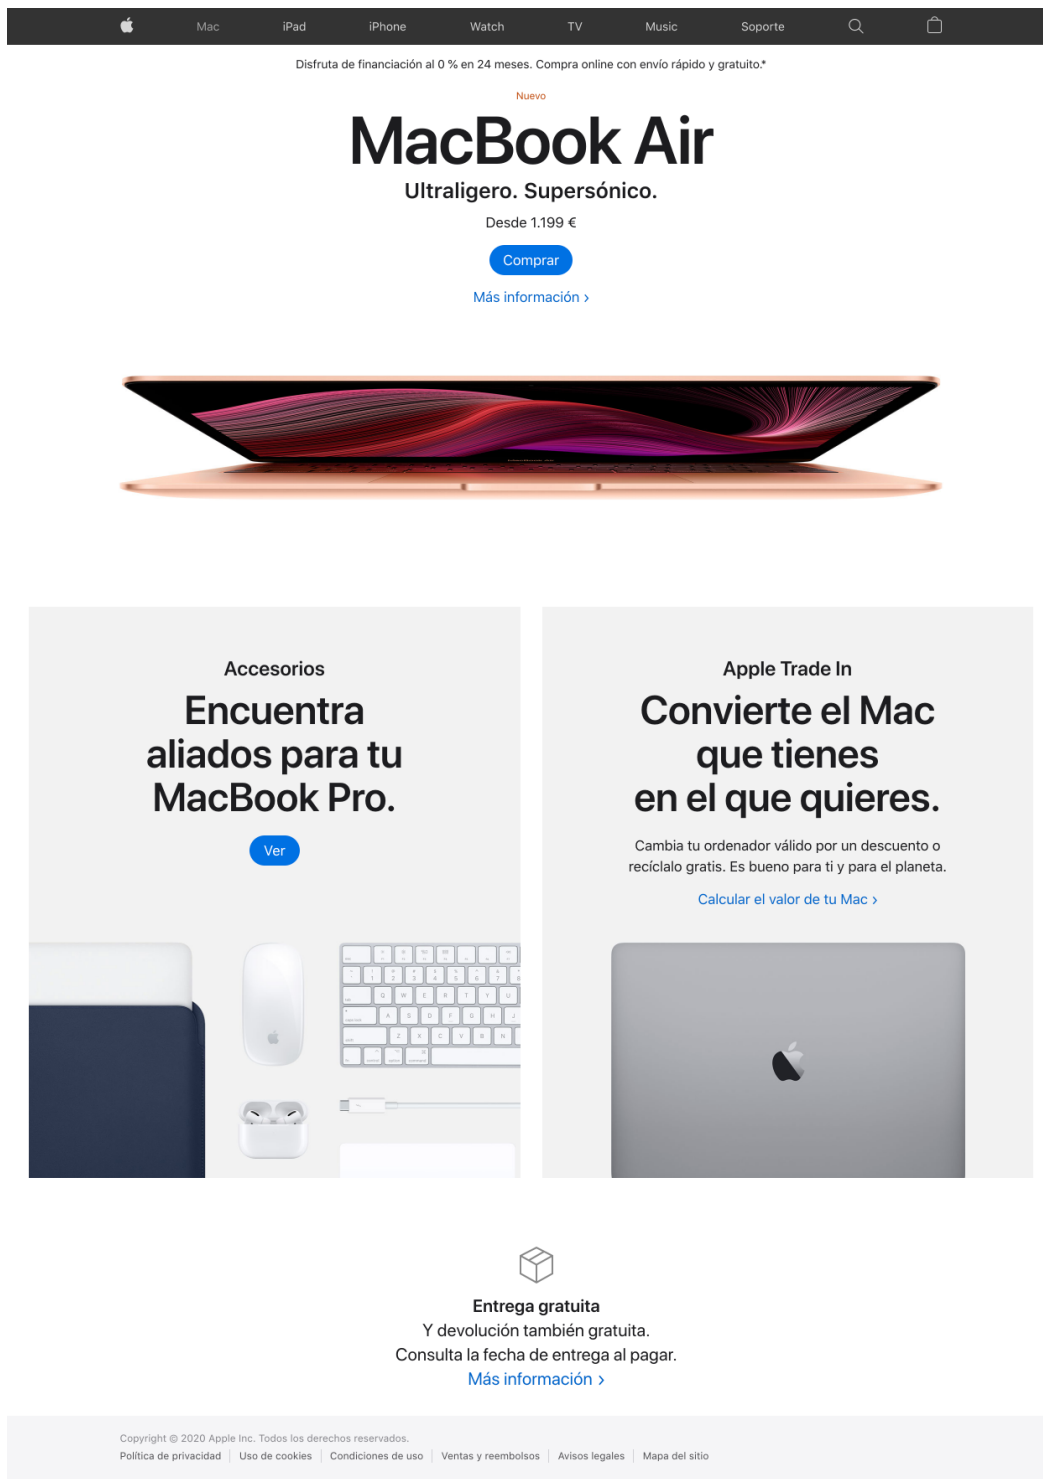 Mac iPad iPhone Watch TV Music Soporte
Disfruta de financiación al 0 % en 24 meses. Compra online con envío rápido y gratuito.*
Nuevo
MacBook Air
Ultraligero. Supersónico.
Desde 1.199 €
Comprar
Más información ›
Accesorios
Encuentra
aliados para tu
MacBook Pro.
Ver
Apple Trade In
Convierte el Mac
que tienes
en el que quieres.
Cambia tu ordenador válido por un descuento o
recíclalo gratis. Es bueno para ti y para el planeta.
Calcular el valor de tu Mac ›
Entrega gratuita
Y devolución también gratuita.
Consulta la fecha de entrega al pagar.
Más información ›
Copyright © 2020 Apple Inc. Todos los derechos reservados.
Política de privacidad | Uso de cookies | Condiciones de uso | Ventas y reembolsos | Avisos legales | Mapa del sitio